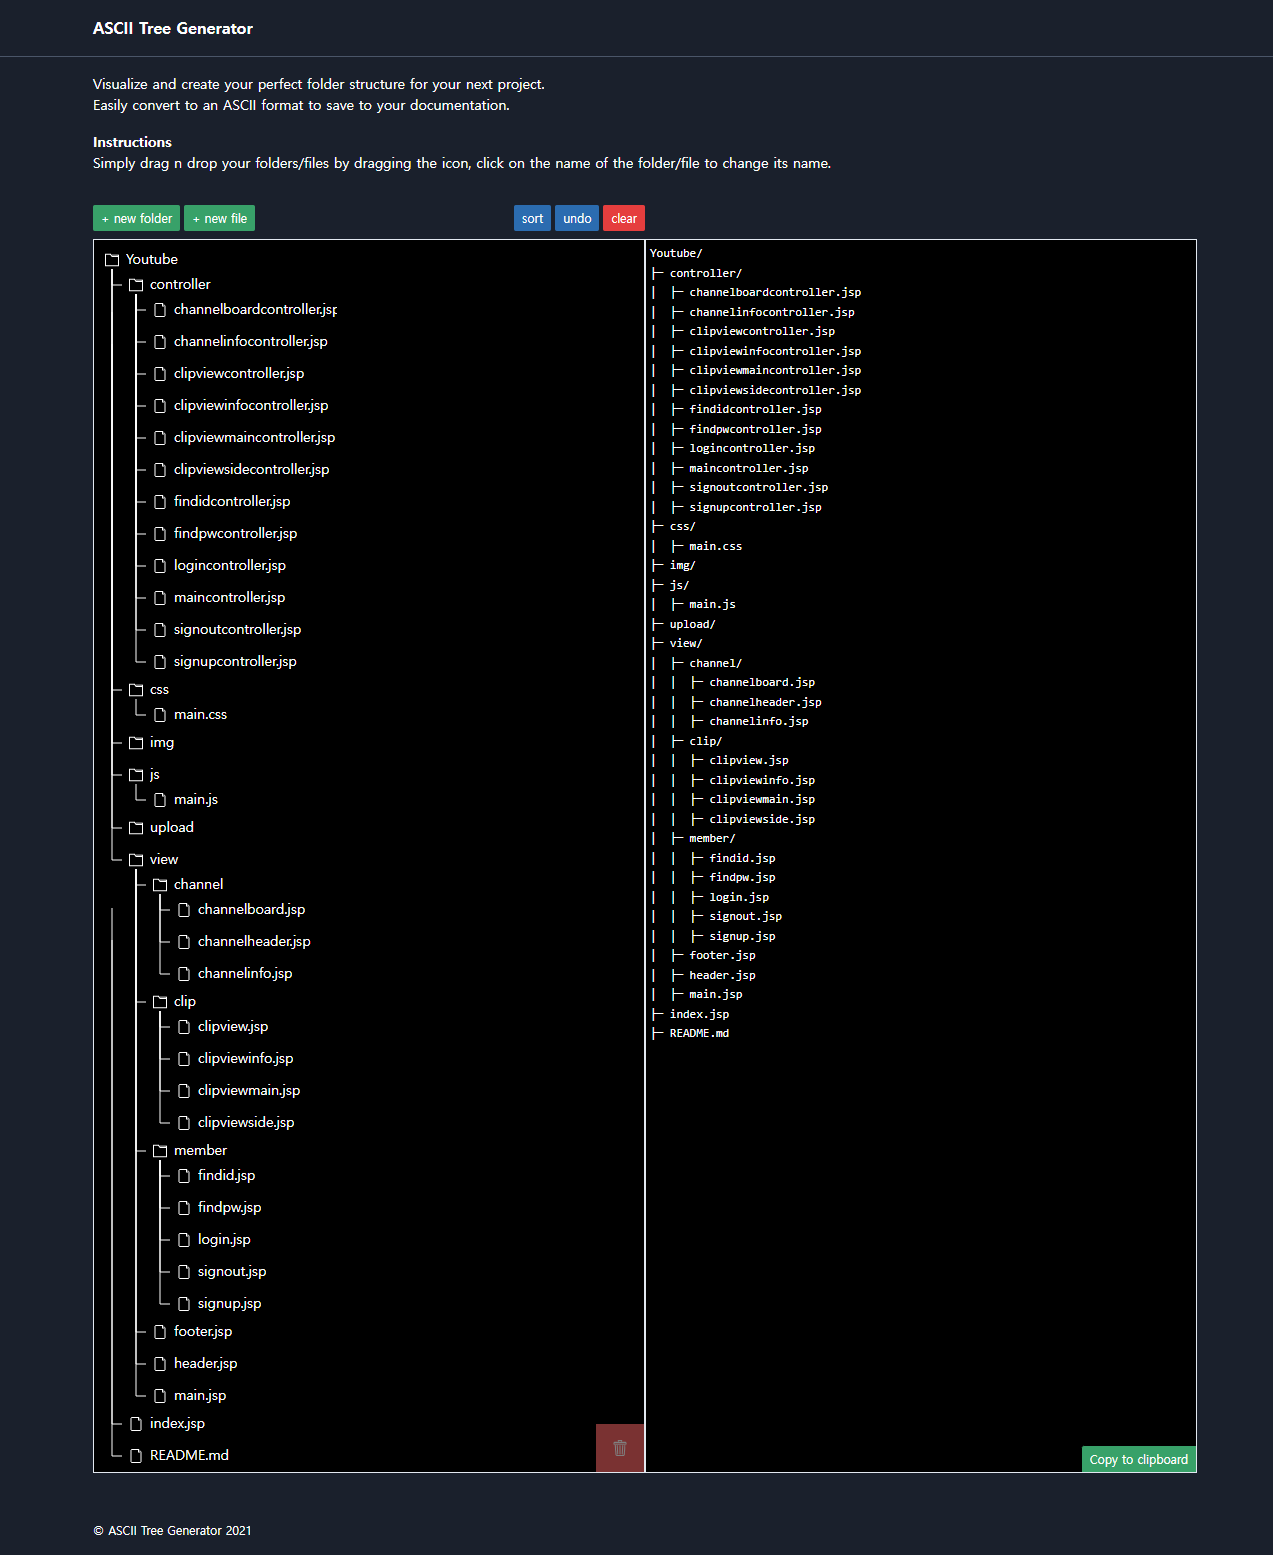 ASCII Tree Generator
Visualize and create your perfect folder structure for your next project.
Easily convert to an ASCII format to save to your documentation.
Instructions
Simply drag n drop your folders/files by dragging the icon, click on the name of the folder/file to change its name.
+ new folder + new file sort undo clear
Youtube
controller
channelboardcontroller.jsp
channelinfocontroller.jsp
clipviewcontroller.jsp
clipviewinfocontroller.jsp
clipviewmaincontroller.jsp
clipviewsidecontroller.jsp
findidcontroller.jsp
findpwcontroller.jsp
logincontroller.jsp
maincontroller.jsp
signoutcontroller.jsp
signupcontroller.jsp
css
main.css
img
js
main.js
upload
view
channel
channelboard.jsp
channelheader.jsp
channelinfo.jsp
clip
clipview.jsp
clipviewinfo.jsp
clipviewmain.jsp
clipviewside.jsp
member
findid.jsp
findpw.jsp
login.jsp
signout.jsp
signup.jsp
footer.jsp
header.jsp
main.jsp
index.jsp
README.md
Youtube/
├─ controller/
│  ├─ channelboardcontroller.jsp
│  ├─ channelinfocontroller.jsp
│  ├─ clipviewcontroller.jsp
│  ├─ clipviewinfocontroller.jsp
│  ├─ clipviewmaincontroller.jsp
│  ├─ clipviewsidecontroller.jsp
│  ├─ findidcontroller.jsp
│  ├─ findpwcontroller.jsp
│  ├─ logincontroller.jsp
│  ├─ maincontroller.jsp
│  ├─ signoutcontroller.jsp
│  ├─ signupcontroller.jsp
├─ css/
│  ├─ main.css
├─ img/
├─ js/
│  ├─ main.js
├─ upload/
├─ view/
│  ├─ channel/
│  │  ├─ channelboard.jsp
│  │  ├─ channelheader.jsp
│  │  ├─ channelinfo.jsp
│  ├─ clip/
│  │  ├─ clipview.jsp
│  │  ├─ clipviewinfo.jsp
│  │  ├─ clipviewmain.jsp
│  │  ├─ clipviewside.jsp
│  ├─ member/
│  │  ├─ findid.jsp
│  │  ├─ findpw.jsp
│  │  ├─ login.jsp
│  │  ├─ signout.jsp
│  │  ├─ signup.jsp
│  ├─ footer.jsp
│  ├─ header.jsp
│  ├─ main.jsp
├─ index.jsp
├─ README.md
Copy to clipboard
© ASCII Tree Generator 2021